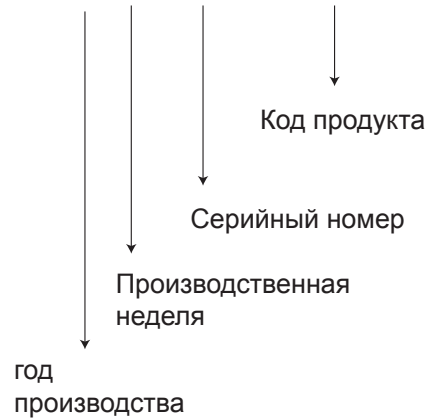 Код продукта
Серийный номер
Производственная
неделя
год
производства